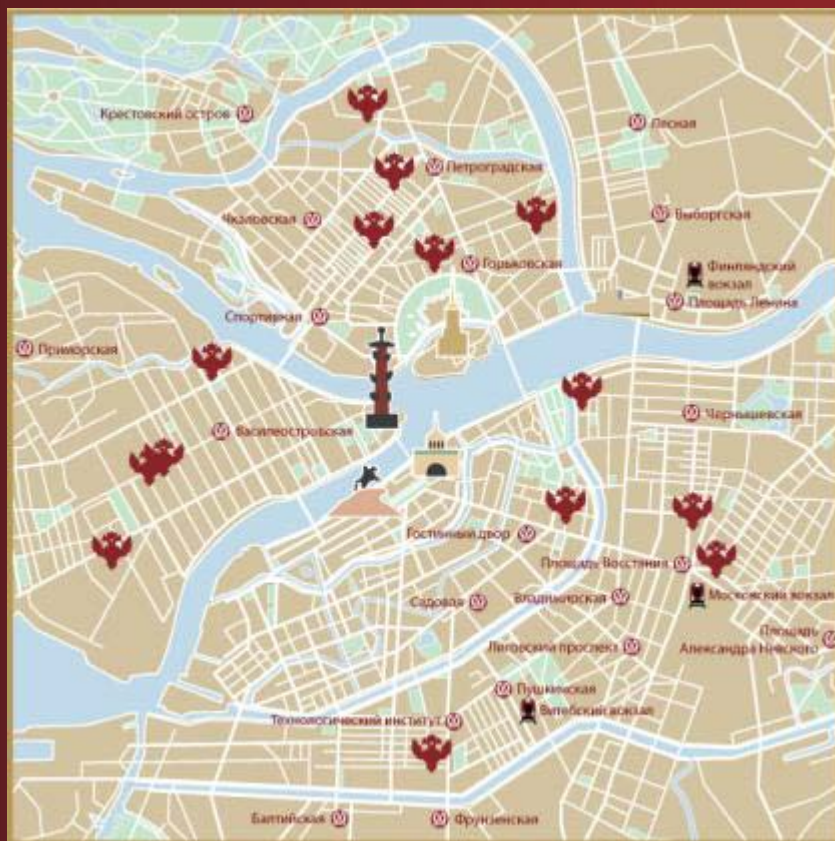 Крестовский остров
Лесная
Петроградская
Чкаловская
Выборгская
Горьковская
Финляндский
вокзал
Площадь Ленина
Спортивная
Приморская
Чернышевская
Василеостровская
Гостинный двор
Площадь Восстания
Московский вокзал
Садовая
Владимирская
Площадь
Александра Невского
Лиговский проспект
Пушкинская
Витебский вокзал
Технологический институт
Балтийская
Фрунзенская